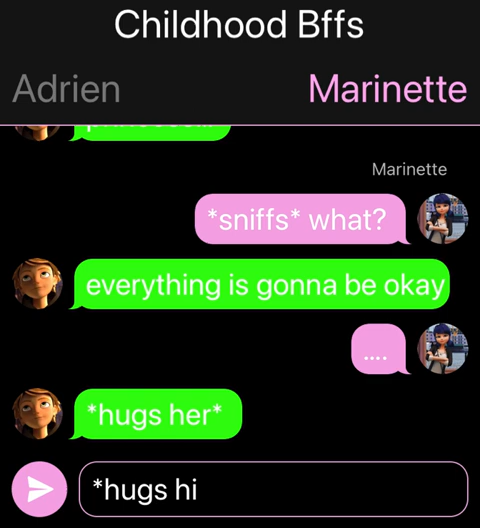 Childhood Bffs
Adrien
Marinette
Marinette
*sniffs* what?
everything is gonna be okay
....
*hugs her*
*hugs hi